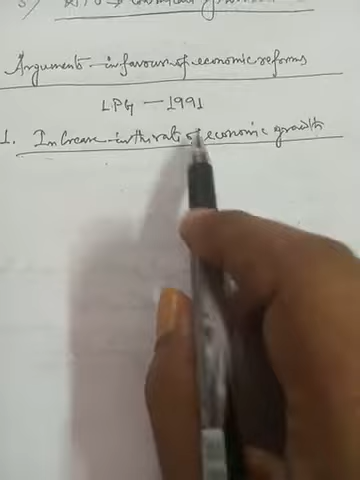 Arguments in favour of economic reforms
LPG - 1991
1. Increase in the rate of economic growth